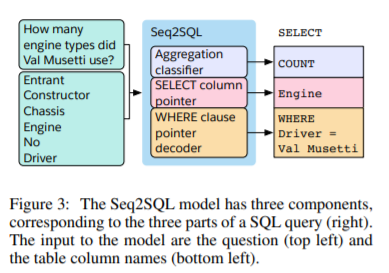 How many
engine types did
Val Musetti use?
Entrant
Constructor
Chassis
Engine
No
Driver
Seq2SQL
Aggregation
classifier
SELECT column
pointer
WHERE clause
pointer
decoder
SELECT
COUNT
Engine
WHERE
Driver =
Val Musetti
Figure 3: The Seq2SQL model has three components,
corresponding to the three parts of a SQL query (right).
The input to the model are the question (top left) and
the table column names (bottom left).